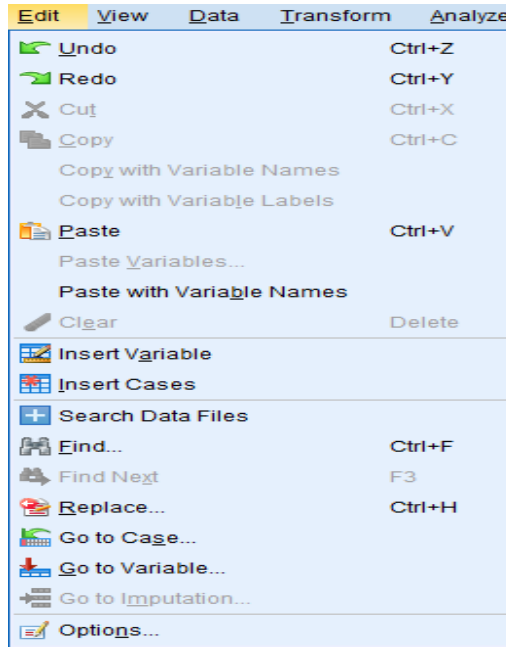 Edit View Data Transform Analyze
Undo Ctrl+Z
Redo Ctrl+Y
Cut Ctrl+X
Copy Ctrl+C
Copy with Variable Names
Copy with Variable Labels
Paste Ctrl+V
Paste Variables...
Paste with Variable Names
Clear Delete
Insert Variable
Insert Cases
Search Data Files
Find... Ctrl+F
Find Next F3
Replace... Ctrl+H
Go to Case...
Go to Variable...
Go to Imputation...
Options...